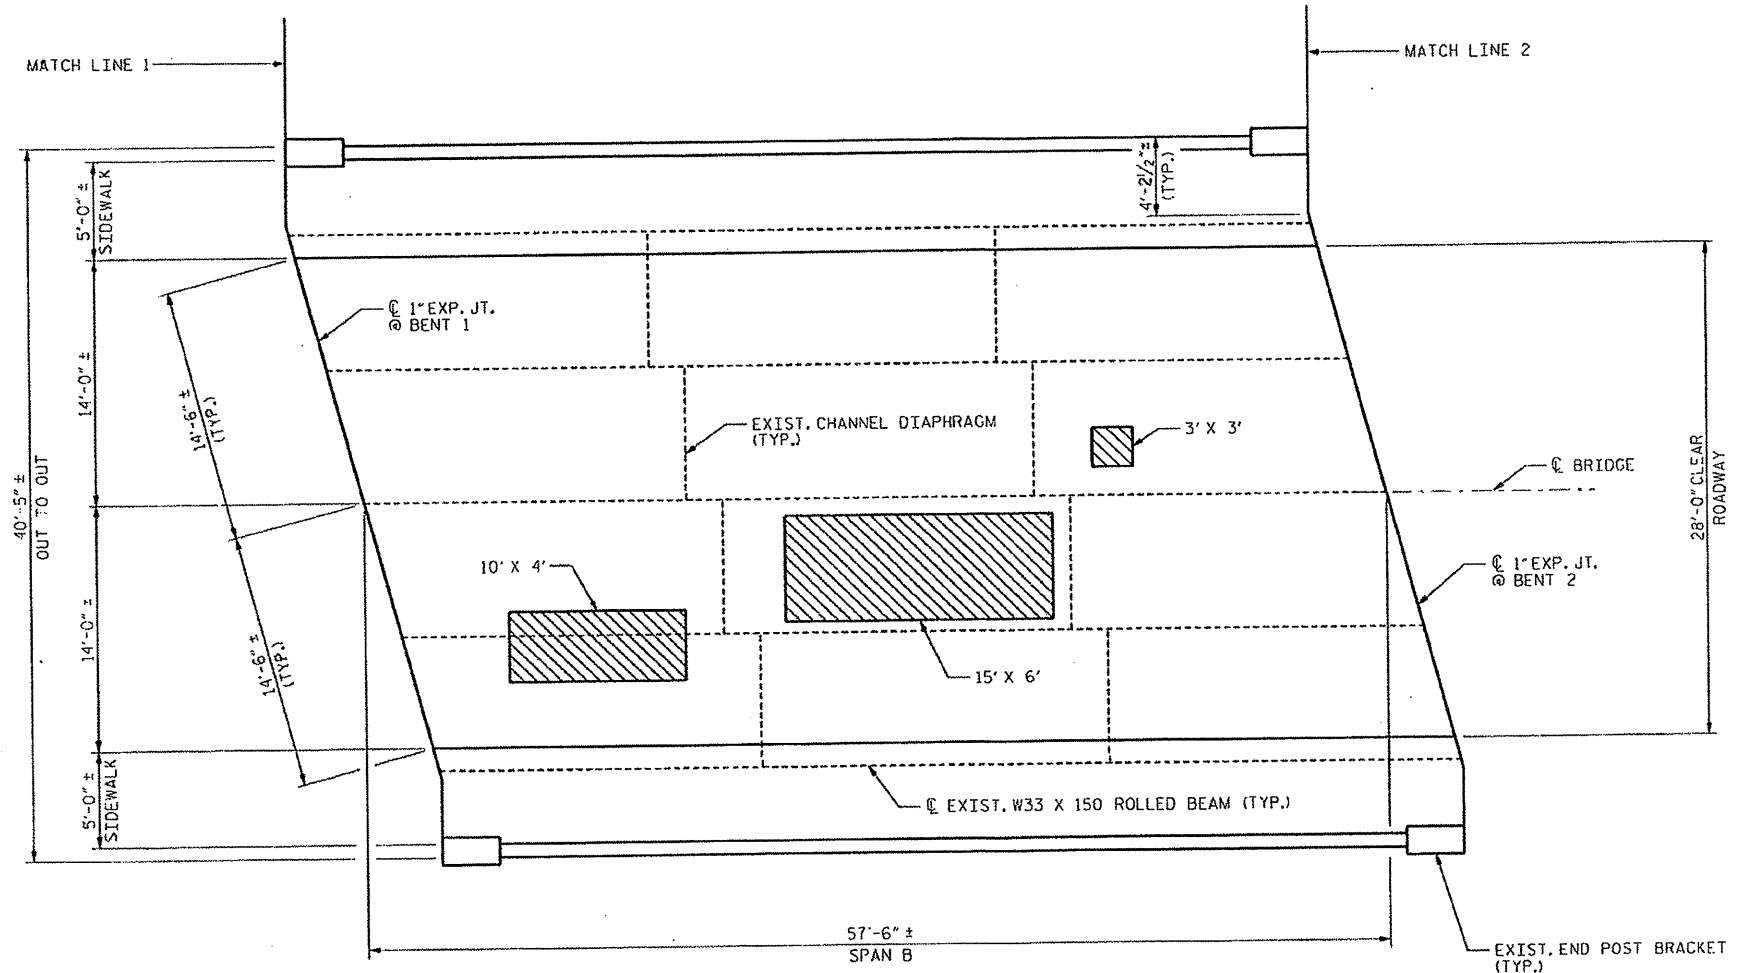 MATCH LINE 1
MATCH LINE 2
4'-2 1/2"±
(TYP.)
5'-0" ±
SIDEWALK
℄ 1" EXP. JT.
@ BENT 1
14'-0" ±
14'-6" ±
(TYP.)
EXIST. CHANNEL DIAPHRAGM
(TYP.)
3' X 3'
℄ BRIDGE
28'-0" CLEAR
ROADWAY
40'-5" ±
OUT TO OUT
10' X 4'
℄ 1" EXP. JT.
@ BENT 2
14'-0" ±
14'-6" ±
(TYP.)
15' X 6'
5'-0" ±
SIDEWALK
℄ EXIST. W33 X 150 ROLLED BEAM (TYP.)
57'-6" ±
SPAN B
EXIST. END POST BRACKET
(TYP.)